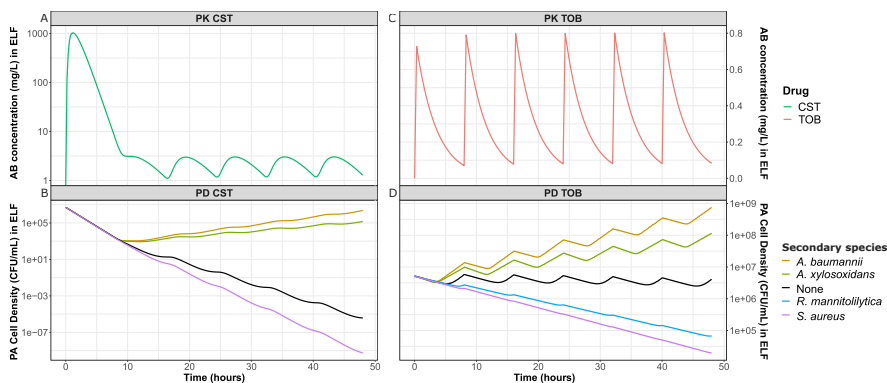 A
PK CST
AB concentration (mg/L) in ELF
1000
100
10
1
C
PK TOB
AB concentration (mg/L) in ELF
0.8
0.6
0.4
0.2
0.0
Drug
CST
TOB
B
PD CST
PA Cell Density (CFU/mL) in ELF
1e+05
1e+01
1e-03
1e-07
0 10 20 30 40 50
Time (hours)
D
PD TOB
PA Cell Density (CFU/mL) in ELF
1e+09
1e+08
1e+07
1e+06
1e+05
0 10 20 30 40 50
Time (hours)
Secondary species
A. baumannii
A. xylosoxidans
None
R. mannitolilytica
S. aureus